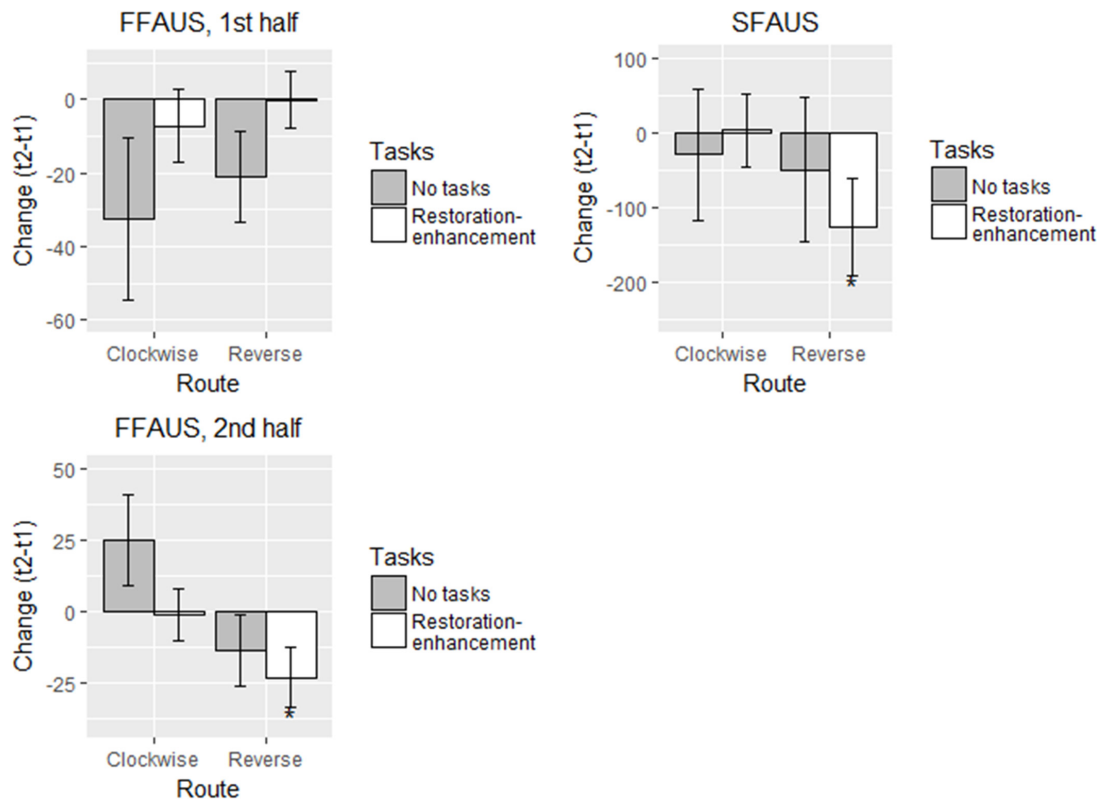 FFAUS, 1st half
Change (t2-t1)
0
-20
-40
-60
Clockwise Reverse
Route
Tasks
No tasks
Restoration-
enhancement
SFAUS
Change (t2-t1)
100
0
-100
-200
*
Clockwise Reverse
Route
Tasks
No tasks
Restoration-
enhancement
FFAUS, 2nd half
Change (t2-t1)
50
25
0
-25
*
Clockwise Reverse
Route
Tasks
No tasks
Restoration-
enhancement